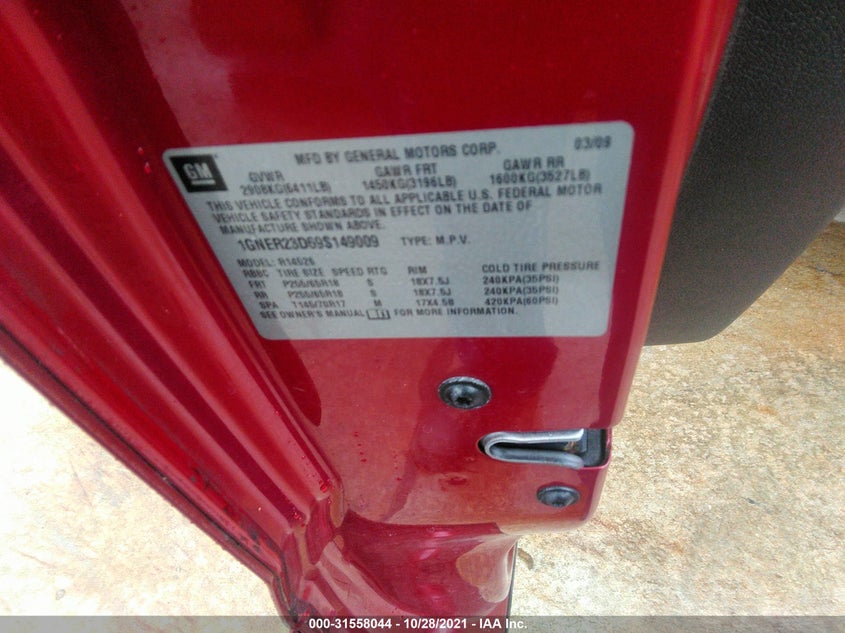 GM
MFD BY GENERAL MOTORS CORP. 03/09
GVWR GAWR FRT GAWR RR
2908KG(6411LB) 1450KG(3196LB) 1600KG(3527LB)
THIS VEHICLE CONFORMS TO ALL APPLICABLE U.S. FEDERAL MOTOR
VEHICLE SAFETY STANDARDS IN EFFECT ON THE DATE OF
MANUFACTURE SHOWN ABOVE.
1GNER23D69S149009 TYPE: M.P.V.
MODEL: R14526
TIRE SIZE SPEED RTG RIM COLD TIRE PRESSURE
FRT P255/65R18 S 18X7.5J 240KPA(35PSI)
RR P255/65R18 S 18X7.5J 240KPA(35PSI)
SPA T145/70R17 M 17X4.5B 420KPA(60PSI)
SEE OWNER'S MANUAL FOR MORE INFORMATION.
000-31558044 - 10/28/2021 - IAA Inc.